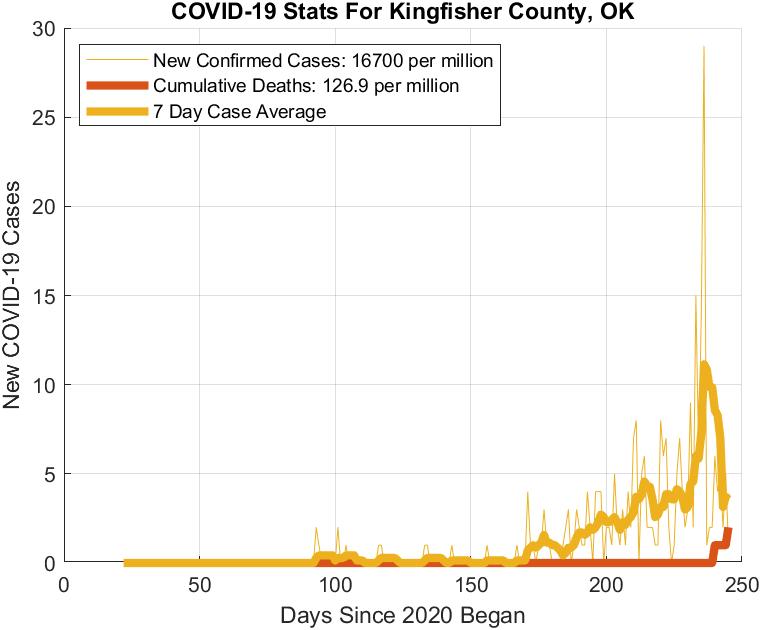 COVID-19 Stats For Kingfisher County, OK
30
25
20
15
10
5
0
New COVID-19 Cases
New Confirmed Cases: 16700 per million
Cumulative Deaths: 126.9 per million
7 Day Case Average
0
50
100
150
200
250
Days Since 2020 Began